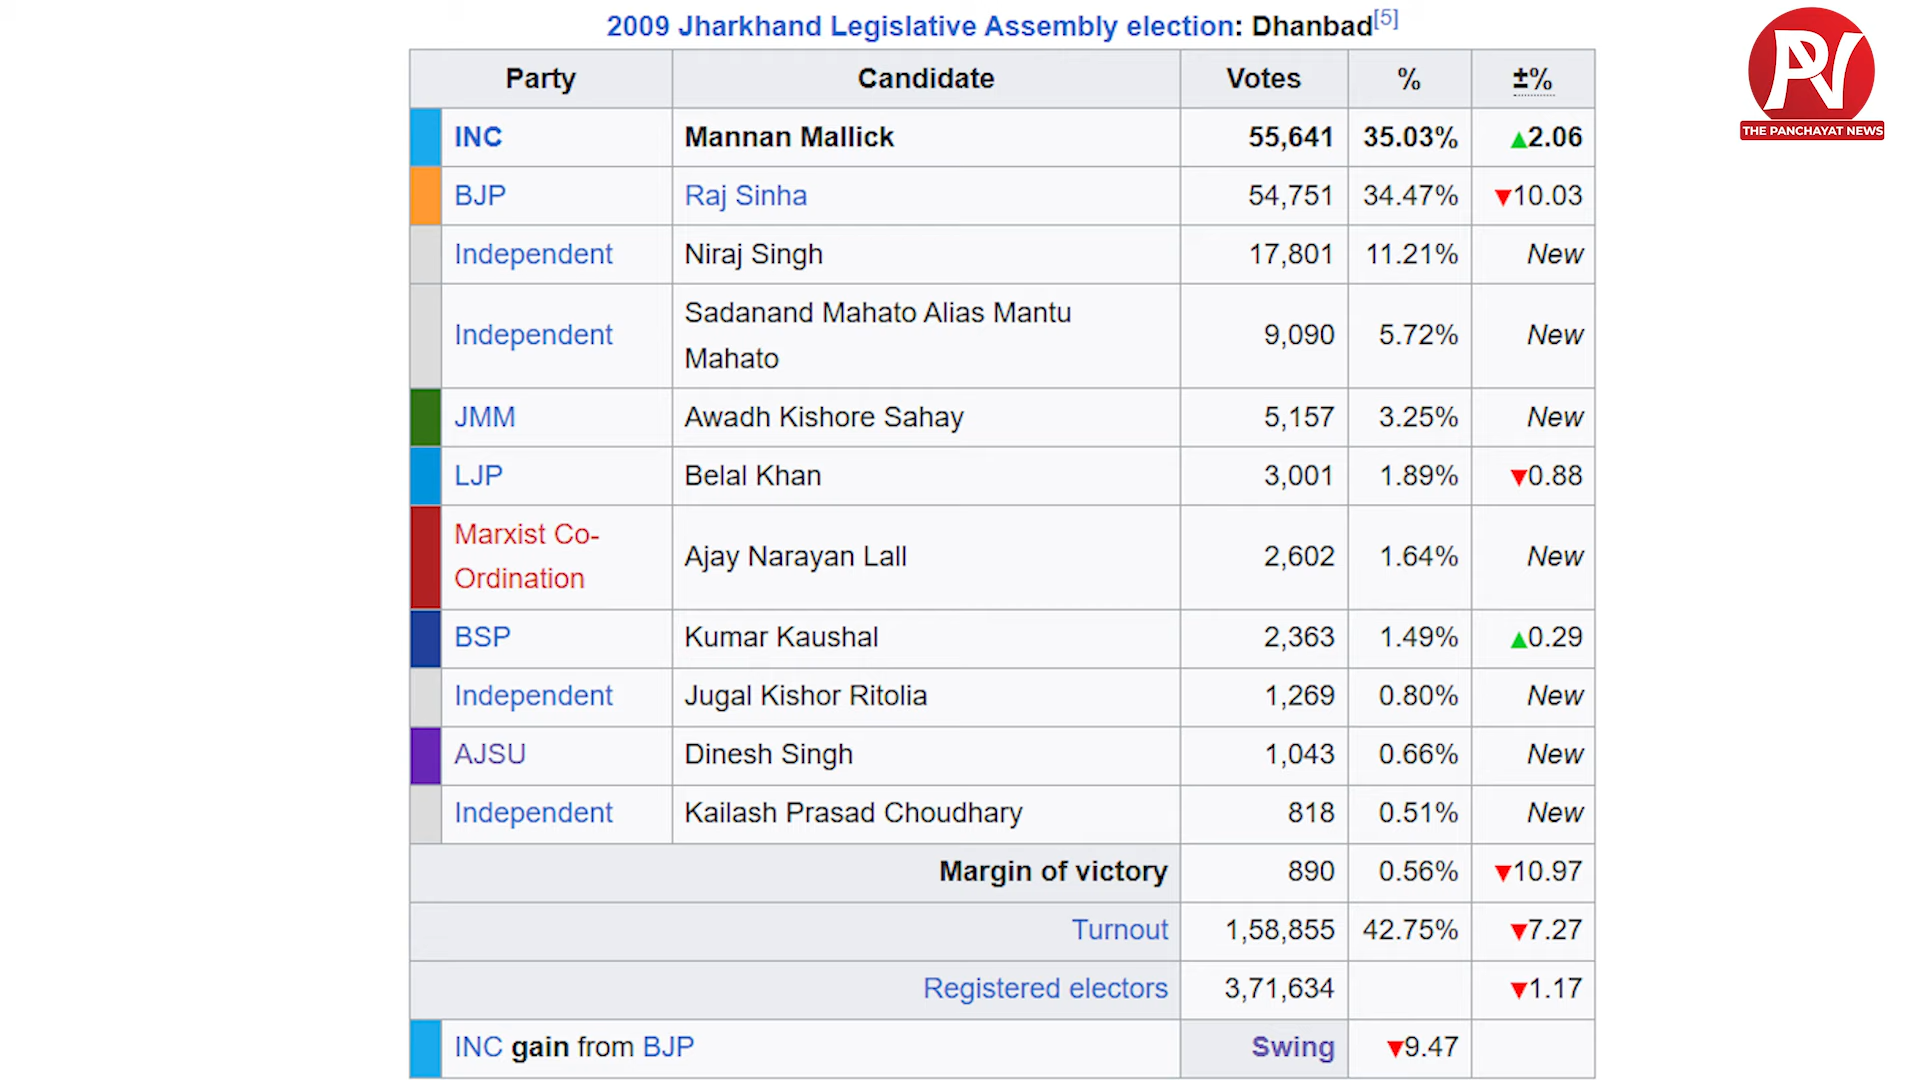 2009 Jharkhand Legislative Assembly election: Dhanbad[5]
Party Candidate Votes % ±%
INC Mannan Mallick 55,641 35.03% ▲2.06
BJP Raj Sinha 54,751 34.47% ▼10.03
Independent Niraj Singh 17,801 11.21% New
Independent Sadanand Mahato Alias Mantu
Mahato 9,090 5.72% New
JMM Awadh Kishore Sahay 5,157 3.25% New
LJP Belal Khan 3,001 1.89% ▼0.88
Marxist Co-
Ordination Ajay Narayan Lall 2,602 1.64% New
BSP Kumar Kaushal 2,363 1.49% ▲0.29
Independent Jugal Kishor Ritolia 1,269 0.80% New
AJSU Dinesh Singh 1,043 0.66% New
Independent Kailash Prasad Choudhary 818 0.51% New
Margin of victory 890 0.56% ▼10.97
Turnout 1,58,855 42.75% ▼7.27
Registered electors 3,71,634 ▼1.17
INC gain from BJP Swing ▼9.47
PN
THE PANCHAYAT NEWS